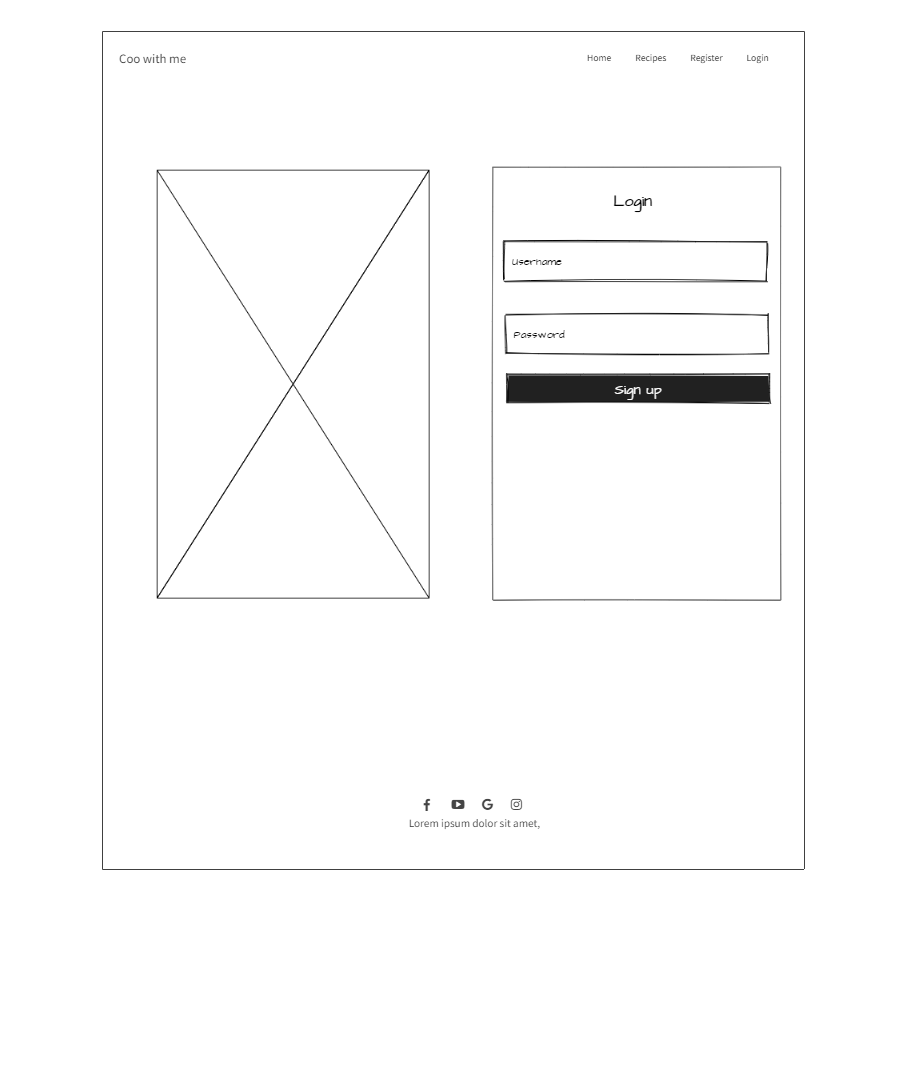 Coo with me
Home Recipes Register Login
Login
Username
Password
Sign up
Lorem ipsum dolor sit amet,